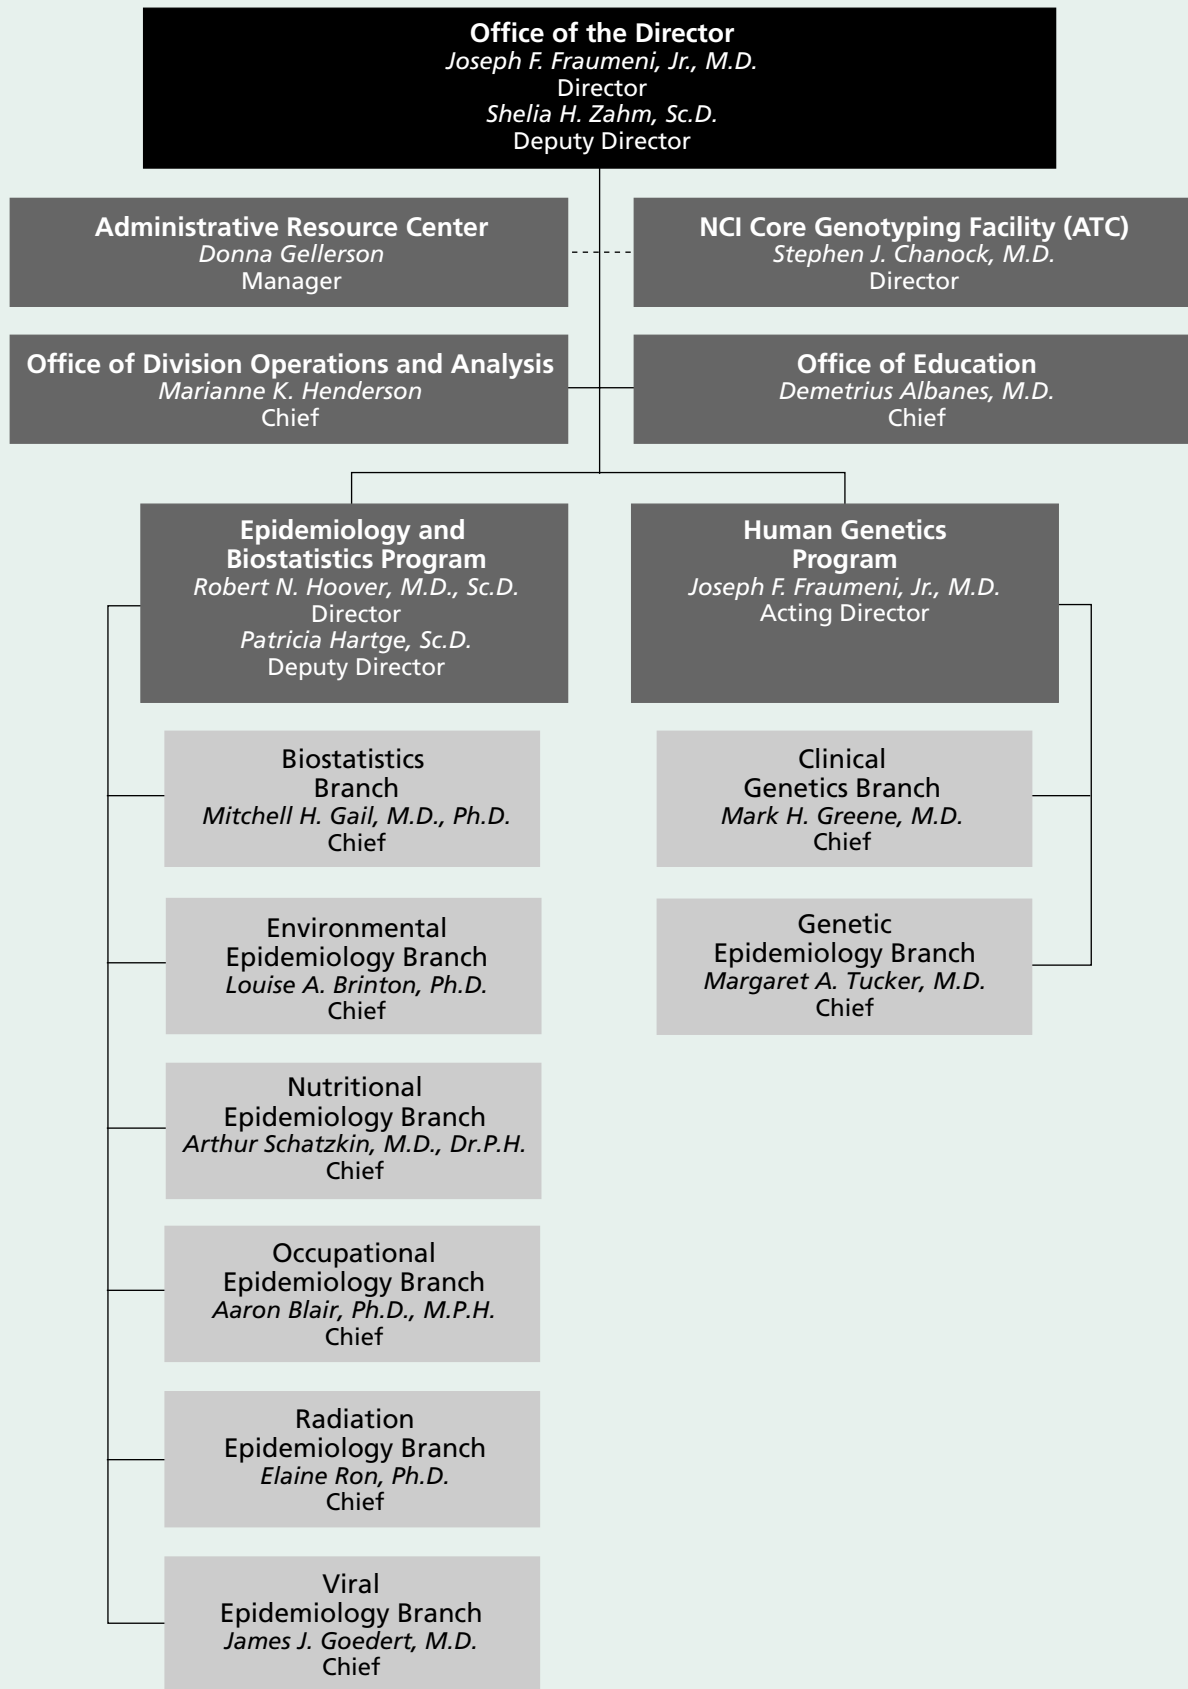 Office of the Director
Joseph F. Fraumeni, Jr., M.D.
Director
Shelia H. Zahm, Sc.D.
Deputy Director
Administrative Resource Center
Donna Gellerson
Manager
NCI Core Genotyping Facility (ATC)
Stephen J. Chanock, M.D.
Director
Office of Division Operations and Analysis
Marianne K. Henderson
Chief
Office of Education
Demetrius Albanes, M.D.
Chief
Epidemiology and
Biostatistics Program
Robert N. Hoover, M.D., Sc.D.
Director
Patricia Hartge, Sc.D.
Deputy Director
Human Genetics
Program
Joseph F. Fraumeni, Jr., M.D.
Acting Director
Biostatistics
Branch
Mitchell H. Gail, M.D., Ph.D.
Chief
Environmental
Epidemiology Branch
Louise A. Brinton, Ph.D.
Chief
Nutritional
Epidemiology Branch
Arthur Schatzkin, M.D., Dr.P.H.
Chief
Occupational
Epidemiology Branch
Aaron Blair, Ph.D., M.P.H.
Chief
Radiation
Epidemiology Branch
Elaine Ron, Ph.D.
Chief
Viral
Epidemiology Branch
James J. Goedert, M.D.
Chief
Clinical
Genetics Branch
Mark H. Greene, M.D.
Chief
Genetic
Epidemiology Branch
Margaret A. Tucker, M.D.
Chief